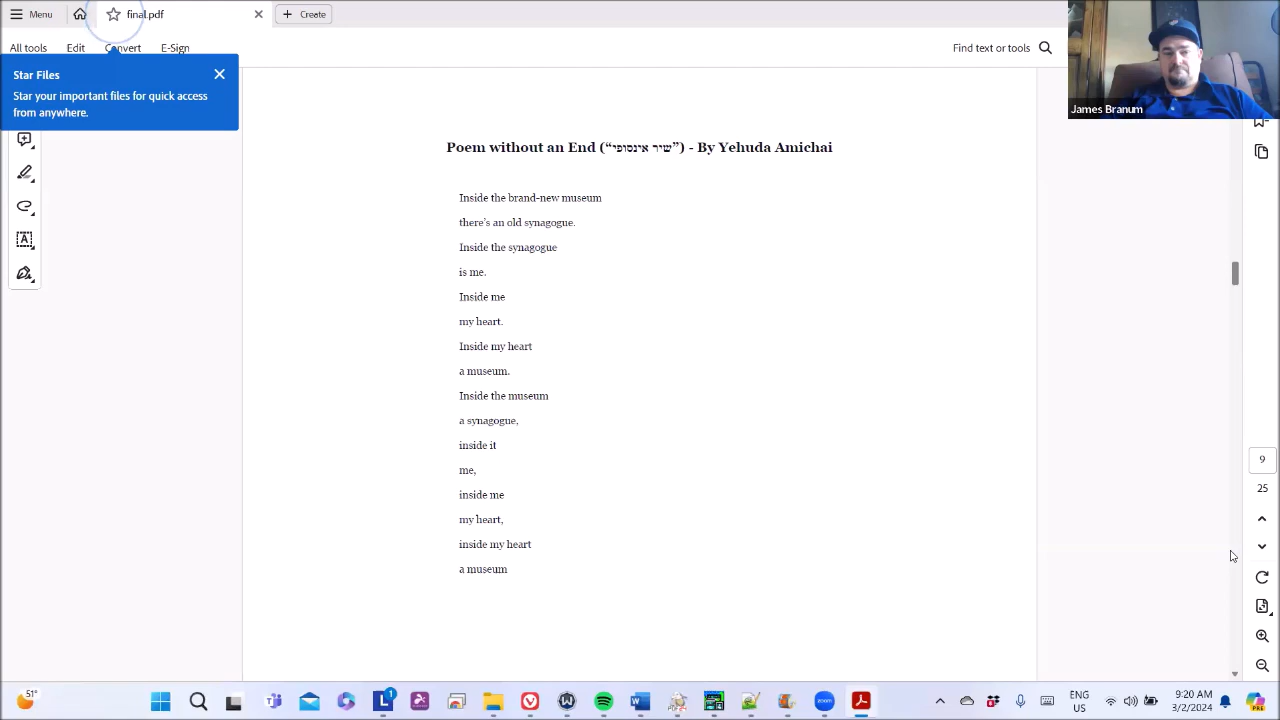 Menu
final.pdf
Create
All tools Edit Convert E-Sign
Find text or tools
Star Files
Star your important files for quick access
from anywhere.
James Branum
Poem without an End (“שיר אינסופי”) - By Yehuda Amichai
Inside the brand-new museum
there's an old synagogue.
Inside the synagogue
is me.
Inside me
my heart.
Inside my heart
a museum.
Inside the museum
a synagogue,
inside it
me,
inside me
my heart,
inside my heart
a museum
9
25
51°
1
zoom
ENG
US
9:20 AM
3/2/2024
PRE